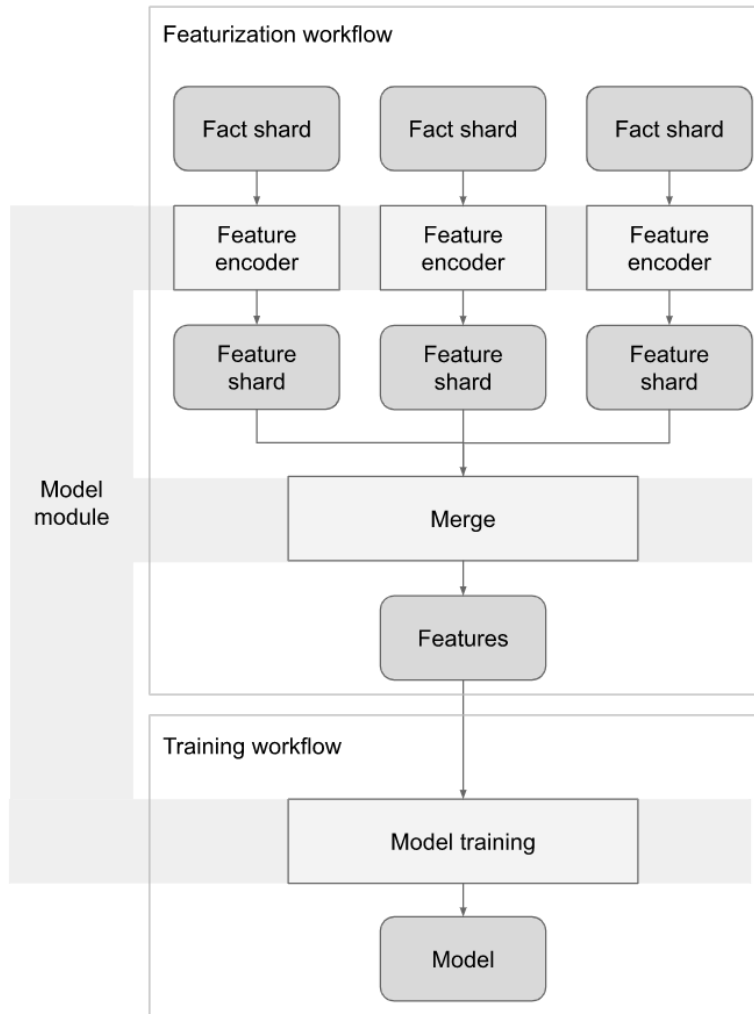 Featurization workflow
Fact shard
Fact shard
Fact shard
Feature
encoder
Feature
encoder
Feature
encoder
Feature
shard
Feature
shard
Feature
shard
Model
module
Merge
Features
Training workflow
Model training
Model